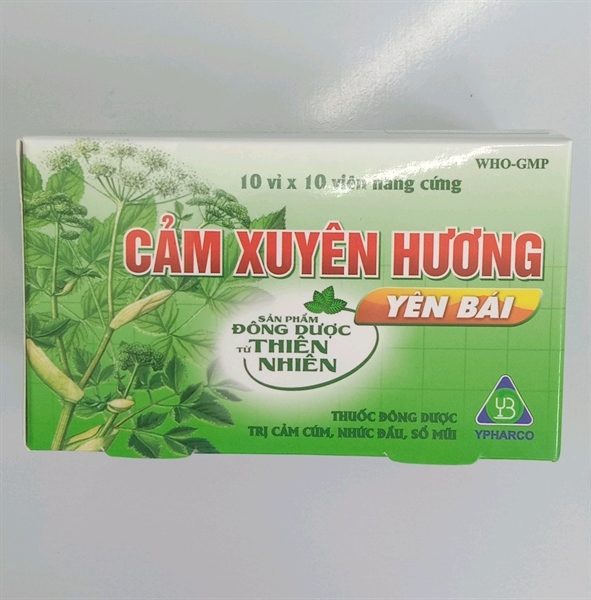 WHO-GMP
10 vỉ x 10 viên nang cứng
CẢM XUYÊN HƯƠNG
YÊN BÁI
SẢN PHẨM
ĐÔNG DƯỢC
TỪ THIÊN
NHIÊN
THUỐC ĐÔNG DƯỢC
TRỊ CẢM CÚM, NHỨC ĐẦU, SỔ MŨI
YB
YPHARCO